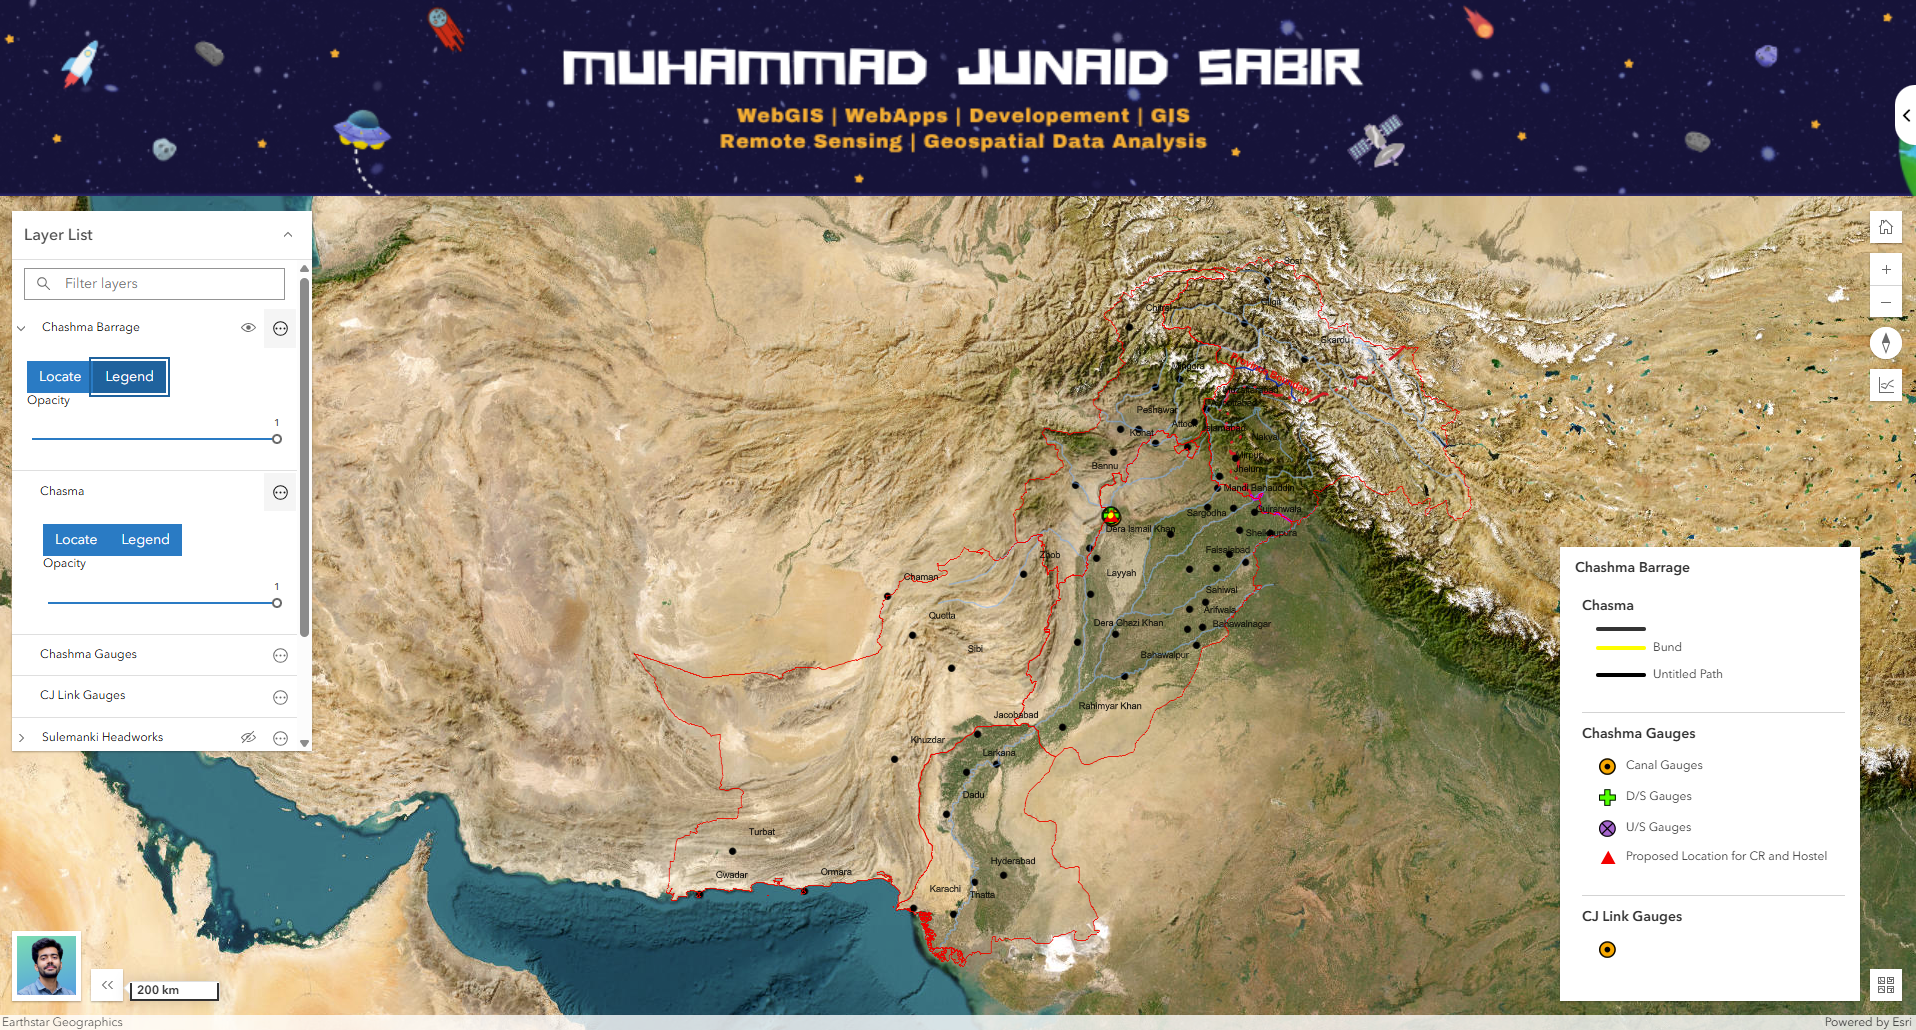 MUHAMMAD JUNAID SABIR
WebGIS | WebApps | Developement | GIS
Remote Sensing | Geospatial Data Analysis
Layer List
Filter layers
Chashma Barrage
Locate
Legend
Opacity
1
Chasma
Locate
Legend
Opacity
1
Chashma Gauges
CJ Link Gauges
Sulemanki Headworks
Sost
Gilgit
Chitral
Skardu
Mingora
Muzaffarabad
Peshawar
Attock
Islamabad
Kohat
Nakyal
Mirpur
Bannu
Jhelum
Mandi Bahauddin
Sargodha
Gujranwala
Dera Ismail Khan
Sheikhupura
Faisalabad
Zhob
Layyah
Chaman
Sahiwal
Arifwala
Quetta
Dera Ghazi Khan
Bahawalnagar
Sibi
Bahawalpur
Rahimyar Khan
Jacobabad
Khuzdar
Larkana
Dadu
Turbat
Hyderabad
Gwadar
Ormara
Karachi
Thatta
Chashma Barrage
Chasma
Bund
Untitled Path
Chashma Gauges
Canal Gauges
D/S Gauges
U/S Gauges
Proposed Location for CR and Hostel
CJ Link Gauges
200 km
Earthstar Geographics
Powered by Esri